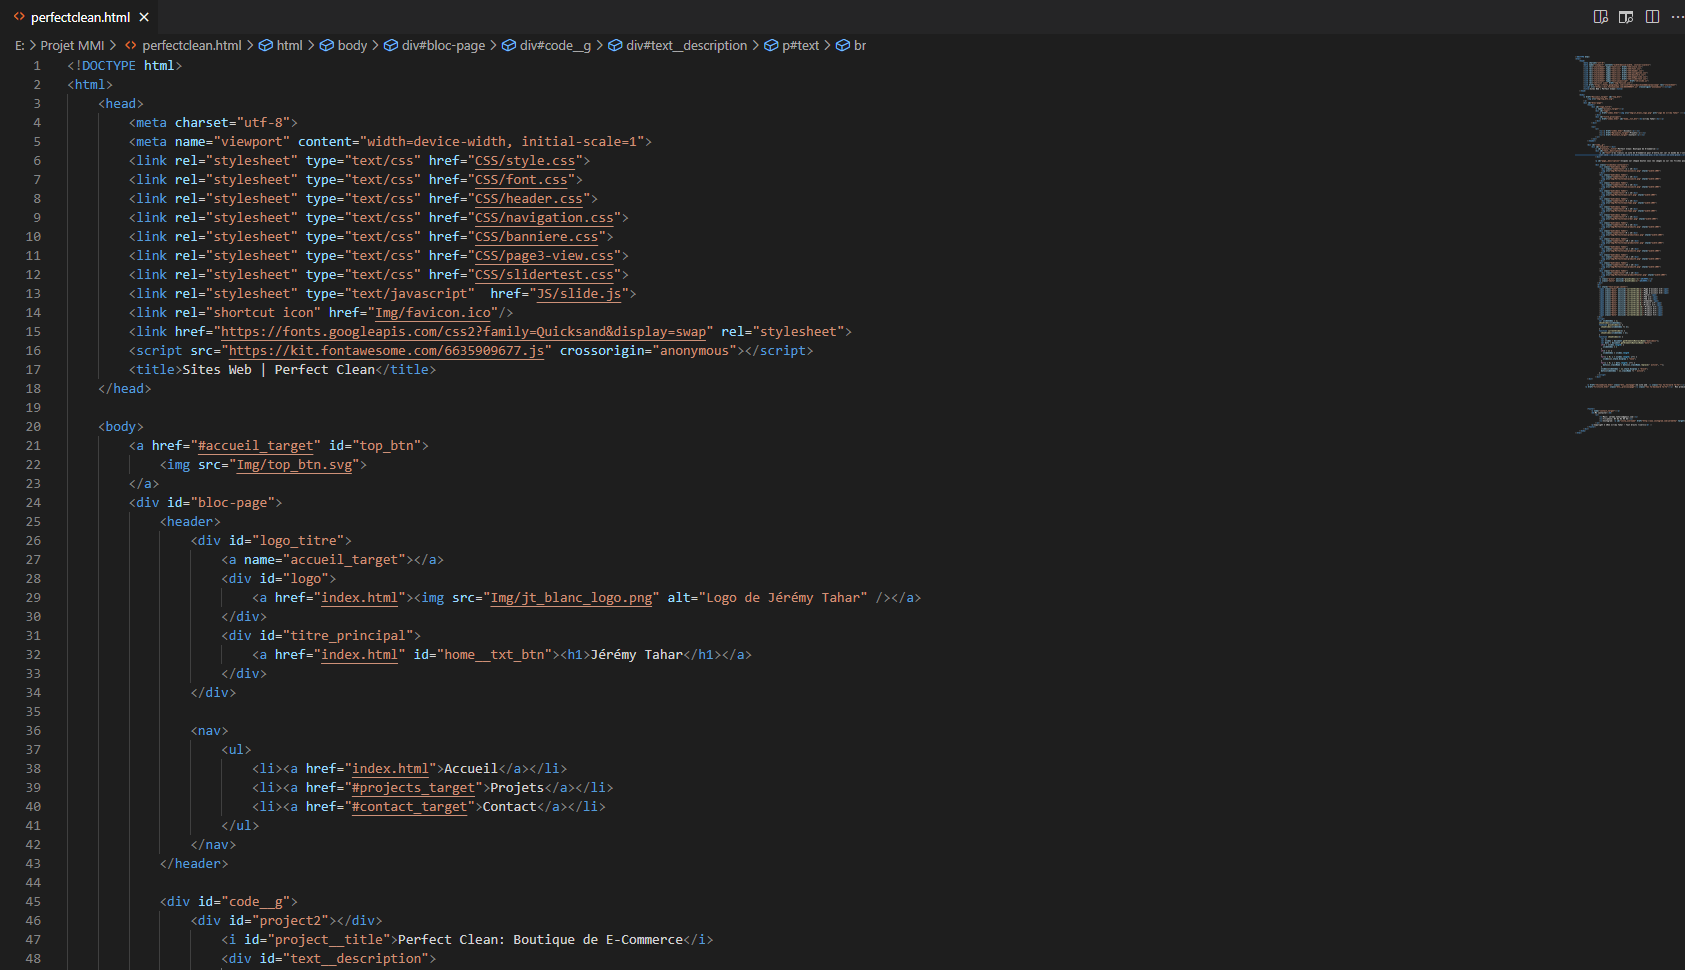 perfectclean.html
E: > Projet MMI > perfectclean.html > html > body > div#bloc-page > div#code__g > div#text__description > p#text > br
1 <!DOCTYPE html>
2 <html>
3 <head>
4 <meta charset="utf-8">
5 <meta name="viewport" content="width=device-width, initial-scale=1">
6 <link rel="stylesheet" type="text/css" href="CSS/style.css">
7 <link rel="stylesheet" type="text/css" href="CSS/font.css">
8 <link rel="stylesheet" type="text/css" href="CSS/header.css">
9 <link rel="stylesheet" type="text/css" href="CSS/navigation.css">
10 <link rel="stylesheet" type="text/css" href="CSS/banniere.css">
11 <link rel="stylesheet" type="text/css" href="CSS/page3-view.css">
12 <link rel="stylesheet" type="text/css" href="CSS/slidertest.css">
13 <link rel="stylesheet" type="text/javascript"  href="JS/slide.js">
14 <link rel="shortcut icon" href="Img/favicon.ico"/>
15 <link href="https://fonts.googleapis.com/css2?family=Quicksand&display=swap" rel="stylesheet">
16 <script src="https://kit.fontawesome.com/6635909677.js" crossorigin="anonymous"></script>
17 <title>Sites Web | Perfect Clean</title>
18 </head>
19
20 <body>
21 <a href="#accueil_target" id="top_btn">
22 <img src="Img/top_btn.svg">
23 </a>
24 <div id="bloc-page">
25 <header>
26 <div id="logo_titre">
27 <a name="accueil_target"></a>
28 <div id="logo">
29 <a href="index.html"><img src="Img/jt_blanc_logo.png" alt="Logo de Jérémy Tahar" /></a>
30 </div>
31 <div id="titre_principal">
32 <a href="index.html" id="home__txt_btn"><h1>Jérémy Tahar</h1></a>
33 </div>
34 </div>
35
36 <nav>
37 <ul>
38 <li><a href="index.html">Accueil</a></li>
39 <li><a href="#projects_target">Projets</a></li>
40 <li><a href="#contact_target">Contact</a></li>
41 </ul>
42 </nav>
43 </header>
44
45 <div id="code__g">
46 <div id="project2"></div>
47 <i id="project__title">Perfect Clean: Boutique de E-Commerce</i>
48 <div id="text__description">